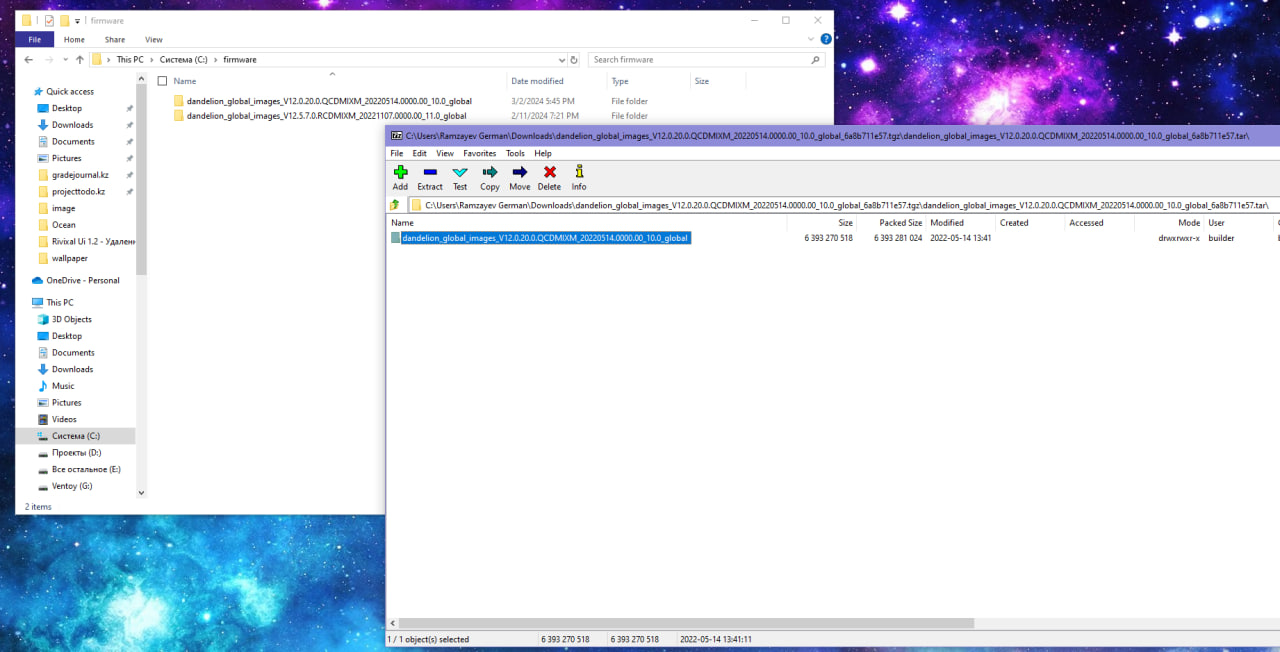 firmware
File Home Share View
This PC > Система (C:) > firmware
Search firmware
Name Date modified Type Size
dandelion_global_images_V12.0.20.0.QCDMIXM_20220514.0000.00_10.0_global 3/2/2024 5:45 PM File folder
dandelion_global_images_V12.5.7.0.RCDMIXM_20221107.0000.00_11.0_global 2/11/2024 7:21 PM File folder
Quick access
Desktop
Downloads
Documents
Pictures
gradejournal.kz
projecttodo.kz
image
Ocean
Rivixal Ui 1.2 - Удален
wallpaper
OneDrive - Personal
This PC
3D Objects
Desktop
Documents
Downloads
Music
Pictures
Videos
Система (C:)
Проекты (D:)
Все остальное (E:)
Ventoy (G:)
2 items
C:\Users\Ramzayev German\Downloads\dandelion_global_images_V12.0.20.0.QCDMIXM_20220514.0000.00_10.0_global_6a8b711e57.tgz\dandelion_global_images_V12.0.20.0.QCDMIXM_20220514.0000.00_10.0_global_6a8b711e57.tar\
File Edit View Favorites Tools Help
Add Extract Test Copy Move Delete Info
C:\Users\Ramzayev German\Downloads\dandelion_global_images_V12.0.20.0.QCDMIXM_20220514.0000.00_10.0_global_6a8b711e57.tgz\dandelion_global_images_V12.0.20.0.QCDMIXM_20220514.0000.00_10.0_global_6a8b711e57.tar\
Name Size Packed Size Modified Created Accessed Mode User
dandelion_global_images_V12.0.20.0.QCDMIXM_20220514.0000.00_10.0_global 6 393 270 518 6 393 281 024 2022-05-14 13:41 drwxrwxr-x builder
1 / 1 object(s) selected 6 393 270 518 6 393 270 518 2022-05-14 13:41:11